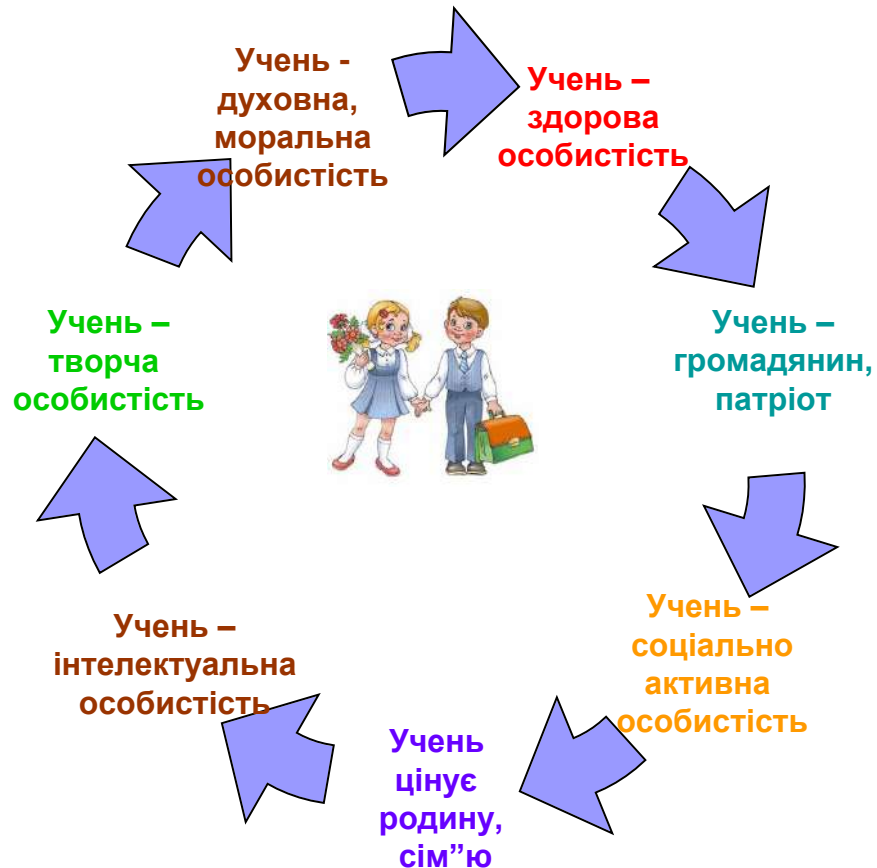 Учень -
духовна,
моральна
особистість
Учень –
здорова
особистість
Учень –
громадянин,
патріот
Учень –
соціально
активна
особистість
Учень
цінує
родину,
сім”ю
Учень –
інтелектуальна
особистість
Учень –
творча
особистість